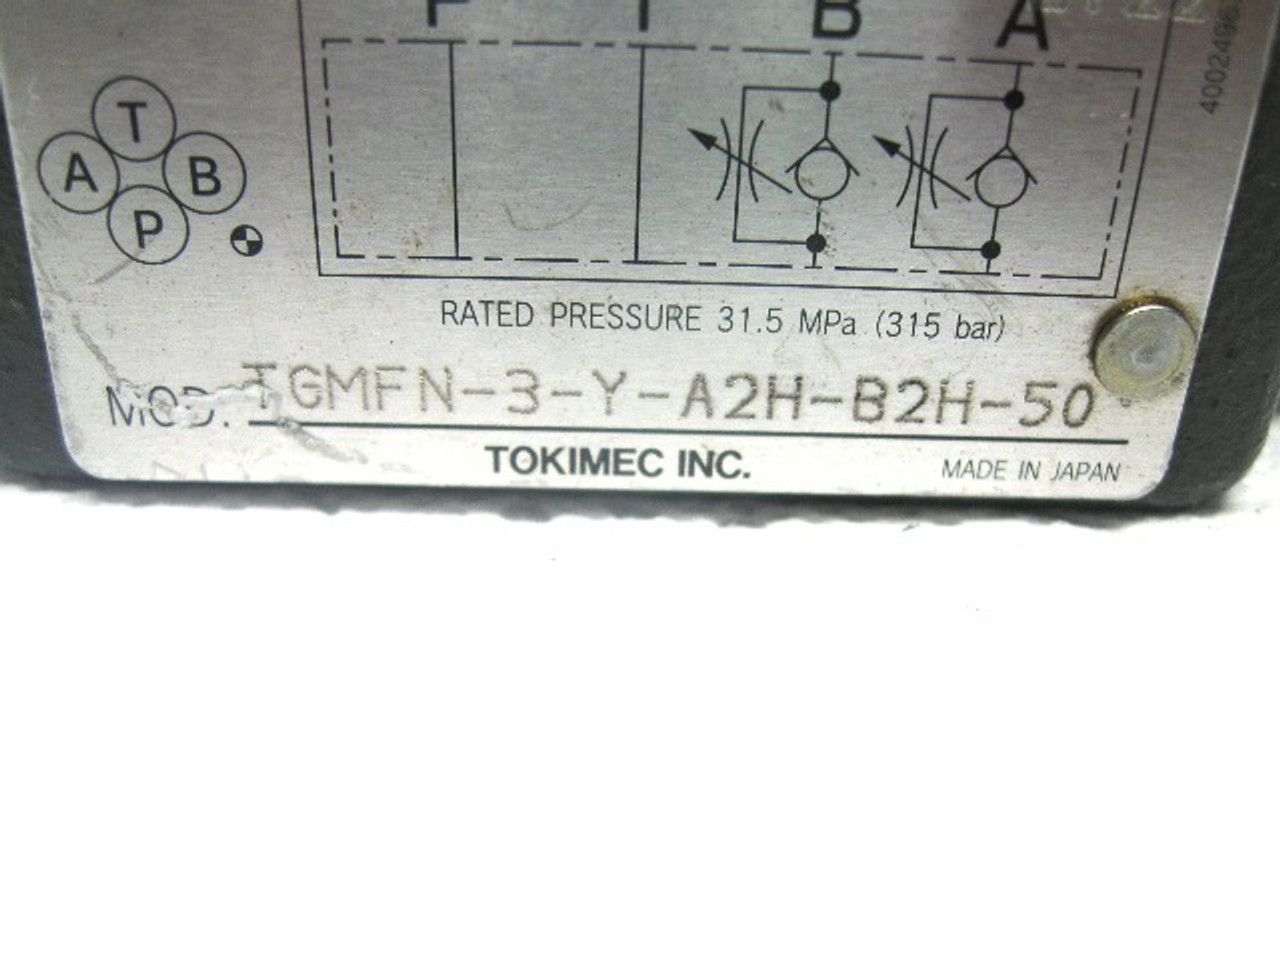 P T B A
T
A B
P
RATED PRESSURE 31.5 MPa (315 bar)
MOD. TGMFN-3-Y-A2H-B2H-50
TOKIMEC INC. MADE IN JAPAN